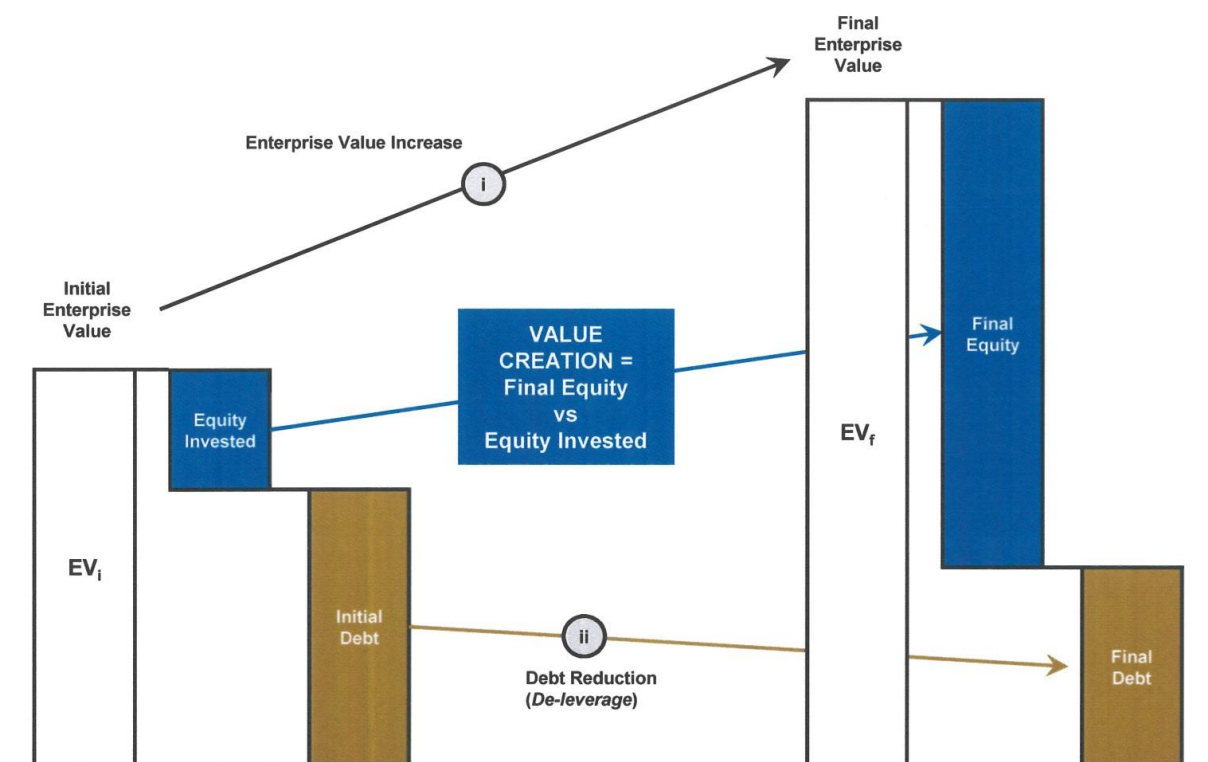 Final
Enterprise
Value
Enterprise Value Increase
i
Initial
Enterprise
Value
VALUE
CREATION =
Final Equity
vs
Equity Invested
Final
Equity
Equity
Invested
EVf
EVi
Initial
Debt
ii
Debt Reduction
(De-leverage)
Final
Debt